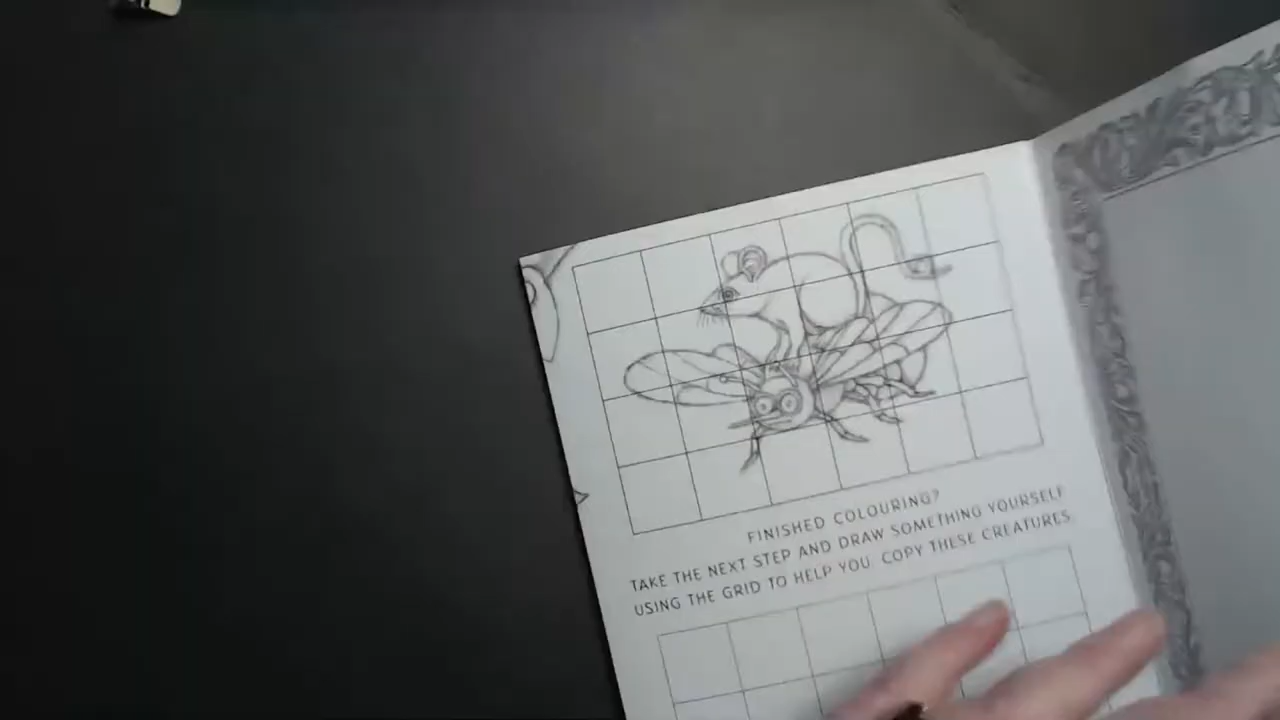 FINISHED COLOURING?
TAKE THE NEXT STEP AND DRAW SOMETHING YOURSELF
USING THE GRID TO HELP YOU. COPY THESE CREATURES